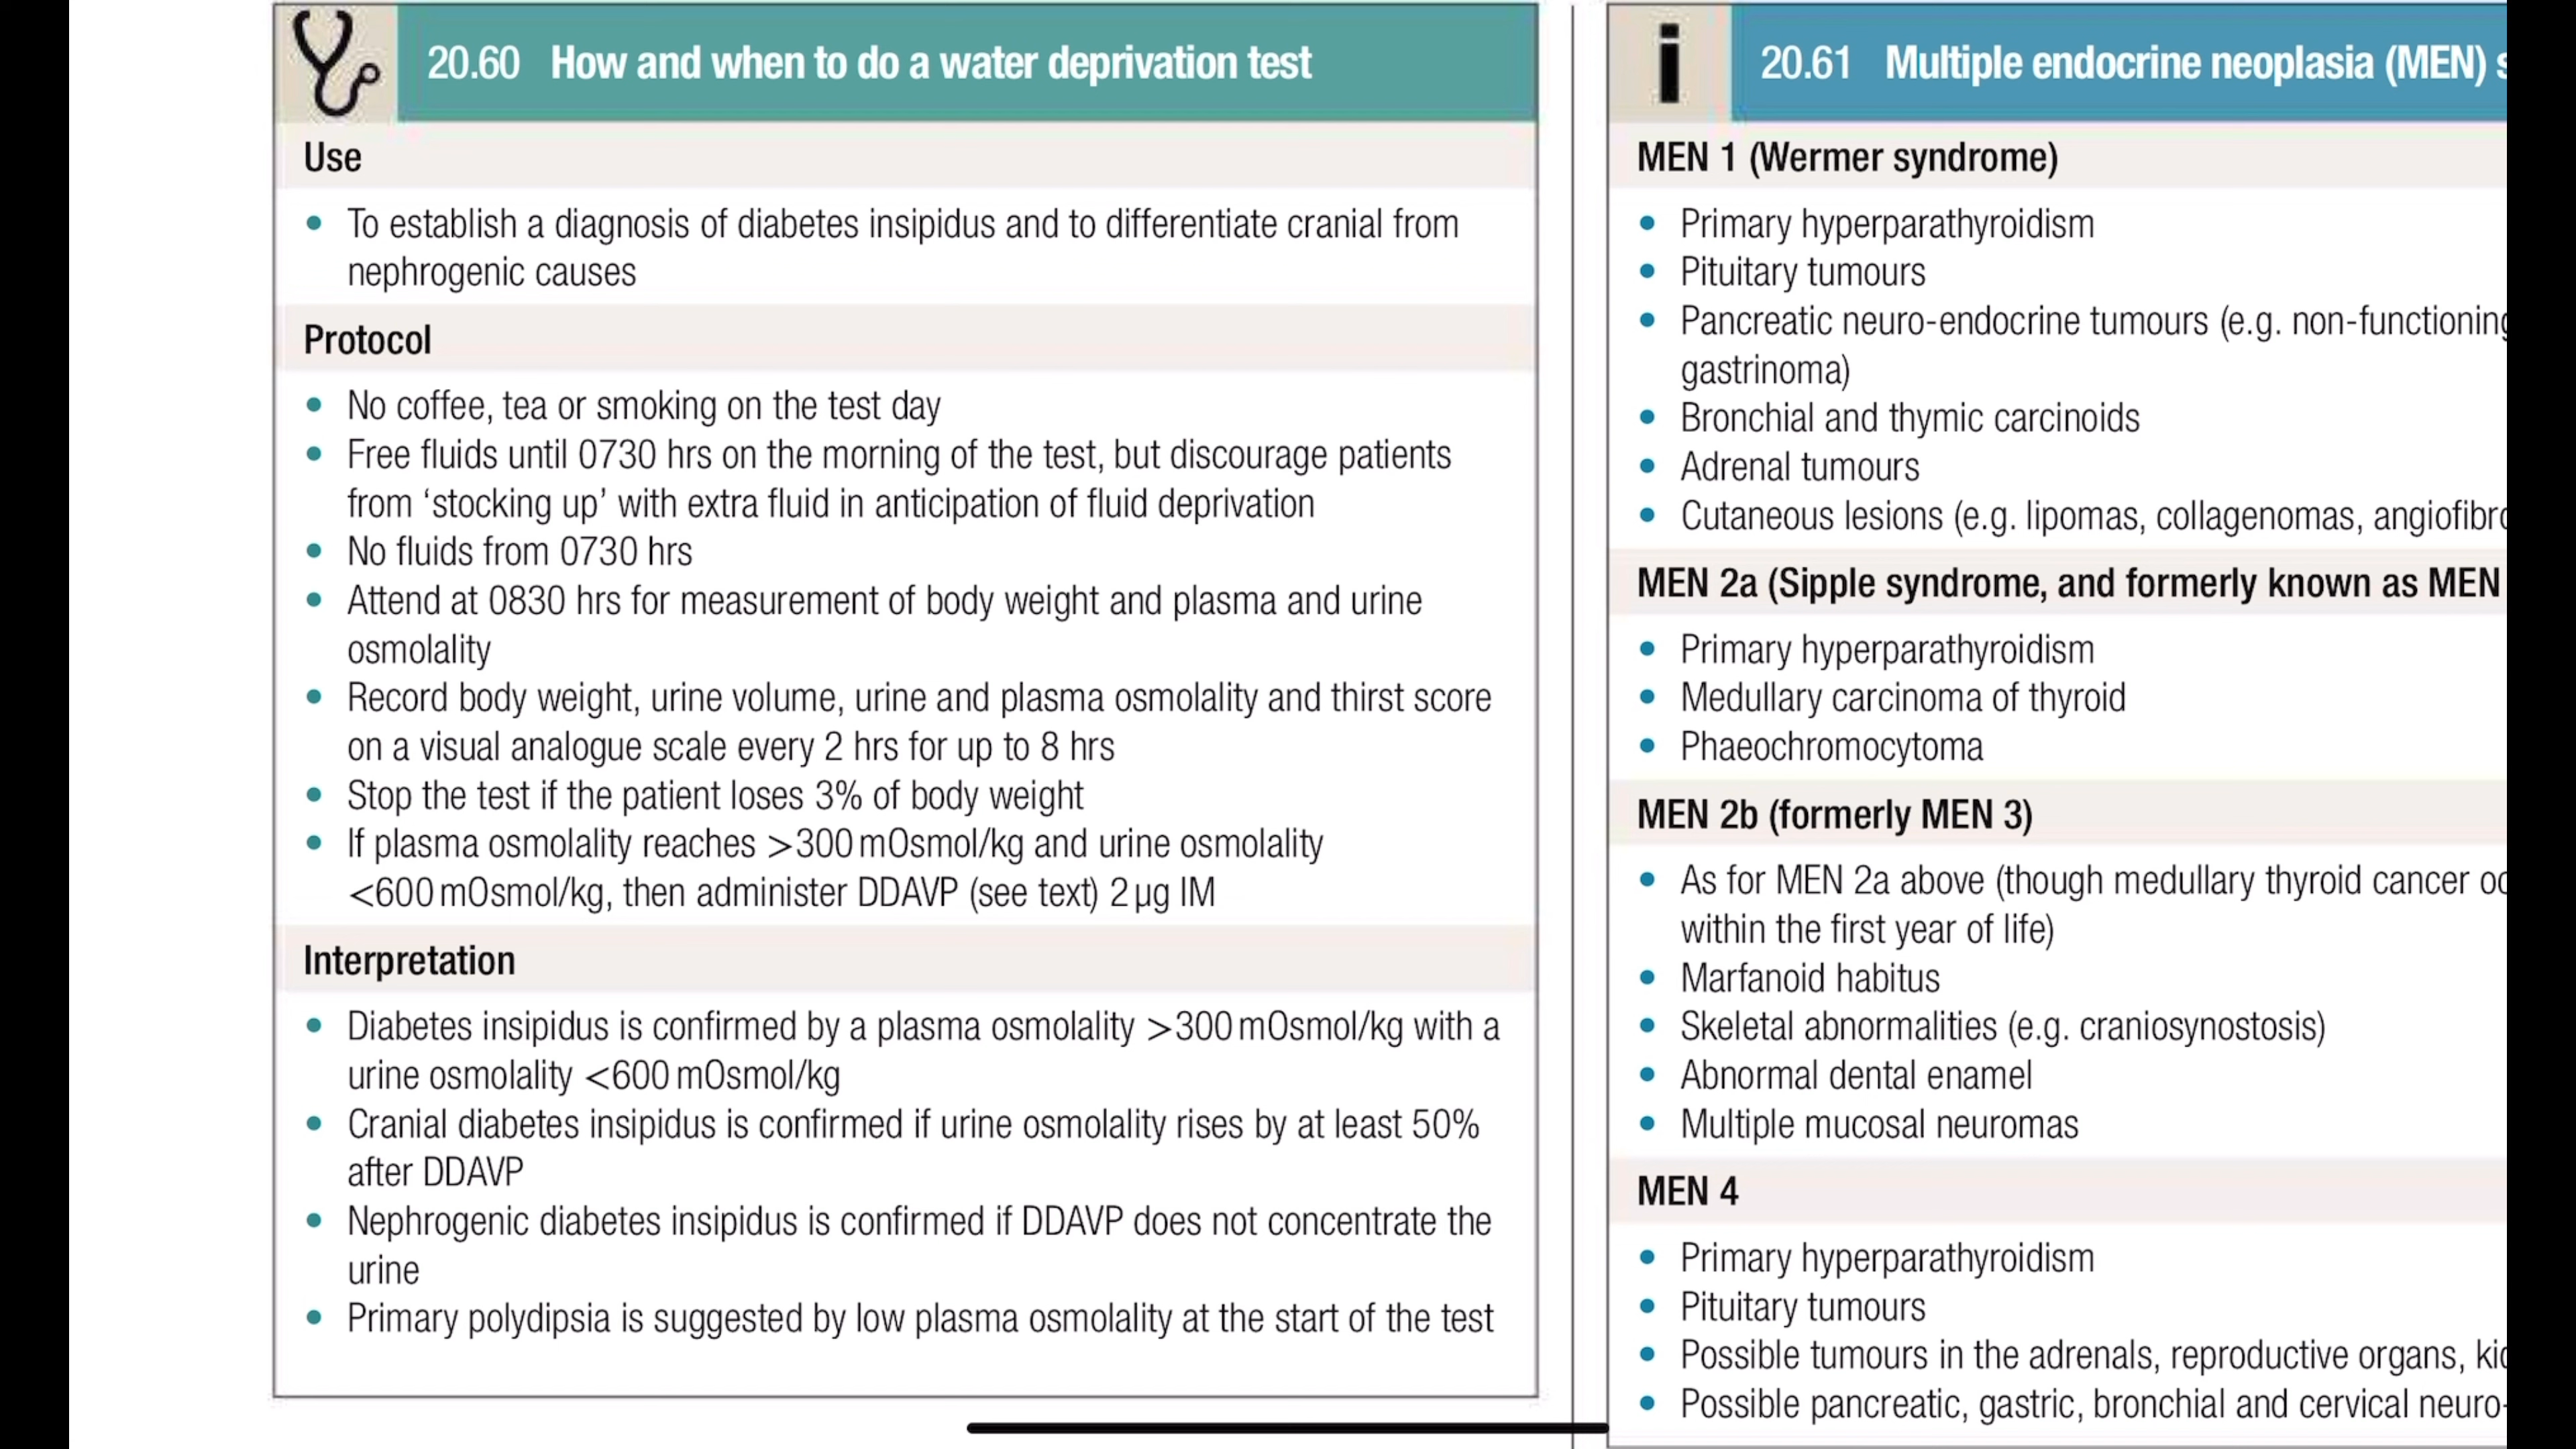 20.60 How and when to do a water deprivation test
Use
• To establish a diagnosis of diabetes insipidus and to differentiate cranial from
nephrogenic causes
Protocol
• No coffee, tea or smoking on the test day
• Free fluids until 0730 hrs on the morning of the test, but discourage patients
from ‘stocking up’ with extra fluid in anticipation of fluid deprivation
• No fluids from 0730 hrs
• Attend at 0830 hrs for measurement of body weight and plasma and urine
osmolality
• Record body weight, urine volume, urine and plasma osmolality and thirst score
on a visual analogue scale every 2 hrs for up to 8 hrs
• Stop the test if the patient loses 3% of body weight
• If plasma osmolality reaches >300 mOsmol/kg and urine osmolality
<600 mOsmol/kg, then administer DDAVP (see text) 2 µg IM
Interpretation
• Diabetes insipidus is confirmed by a plasma osmolality >300 mOsmol/kg with a
urine osmolality <600 mOsmol/kg
• Cranial diabetes insipidus is confirmed if urine osmolality rises by at least 50%
after DDAVP
• Nephrogenic diabetes insipidus is confirmed if DDAVP does not concentrate the
urine
• Primary polydipsia is suggested by low plasma osmolality at the start of the test
i 20.61 Multiple endocrine neoplasia (MEN)
MEN 1 (Wermer syndrome)
• Primary hyperparathyroidism
• Pituitary tumours
• Pancreatic neuro-endocrine tumours (e.g. non-functioning
gastrinoma)
• Bronchial and thymic carcinoids
• Adrenal tumours
• Cutaneous lesions (e.g. lipomas, collagenomas,
MEN 2a (Sipple syndrome, and formerly known as MEN
• Primary hyperparathyroidism
• Medullary carcinoma of thyroid
• Phaeochromocytoma
MEN 2b (formerly MEN 3)
• As for MEN 2a above (though medullary thyroid cancer
within the first year of life)
• Marfanoid habitus
• Skeletal abnormalities (e.g. craniosynostosis)
• Abnormal dental enamel
• Multiple mucosal neuromas
MEN 4
• Primary hyperparathyroidism
• Pituitary tumours
• Possible tumours in the adrenals, reproductive organs,
• Possible pancreatic, gastric, bronchial and cervical neuro-